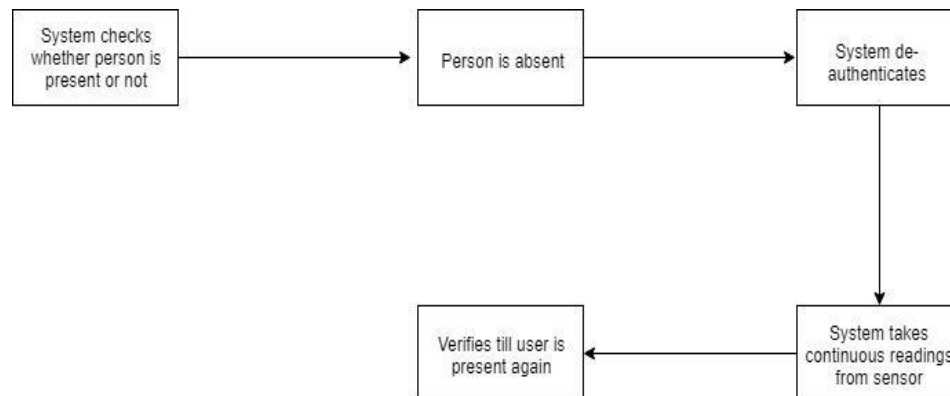 System checks
whether person is
present or not
Person is absent
System de-
authenticates
System takes
continuous readings
from sensor
Verifies till user is
present again